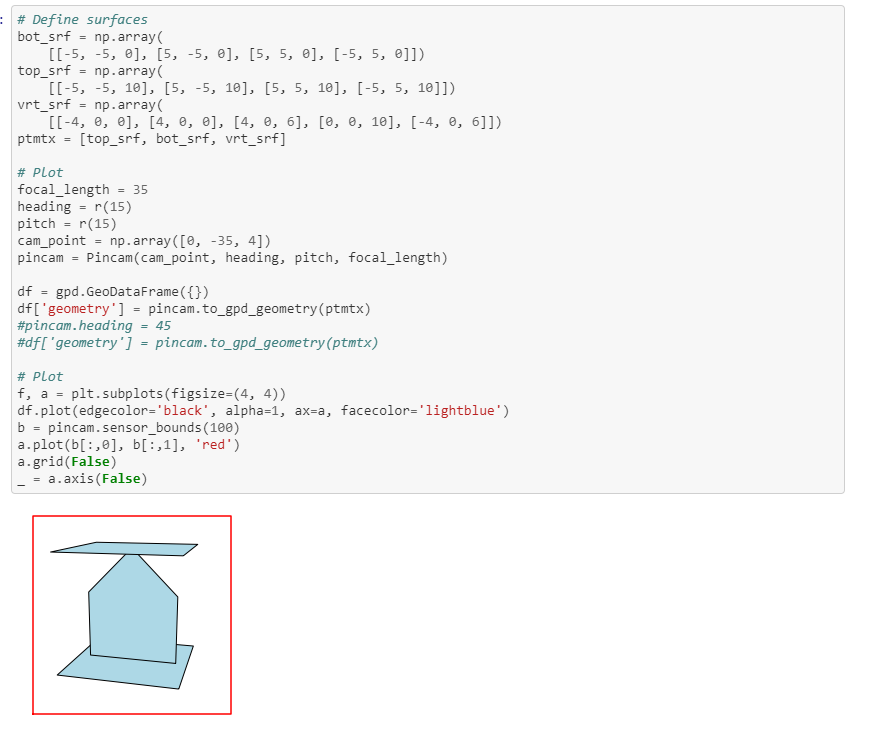 :
# Define surfaces
bot_srf = np.array(
    [[-5, -5, 0], [5, -5, 0], [5, 5, 0], [-5, 5, 0]])
top_srf = np.array(
    [[-5, -5, 10], [5, -5, 10], [5, 5, 10], [-5, 5, 10]])
vrt_srf = np.array(
    [[-4, 0, 0], [4, 0, 0], [4, 0, 6], [0, 0, 10], [-4, 0, 6]])
ptmtx = [top_srf, bot_srf, vrt_srf]

# Plot
focal_length = 35
heading = r(15)
pitch = r(15)
cam_point = np.array([0, -35, 4])
pincam = Pincam(cam_point, heading, pitch, focal_length)

df = gpd.GeoDataFrame({})
df['geometry'] = pincam.to_gpd_geometry(ptmtx)
#pincam.heading = 45
#df['geometry'] = pincam.to_gpd_geometry(ptmtx)

# Plot
f, a = plt.subplots(figsize=(4, 4))
df.plot(edgecolor='black', alpha=1, ax=a, facecolor='lightblue')
b = pincam.sensor_bounds(100)
a.plot(b[:,0], b[:,1], 'red')
a.grid(False)
_ = a.axis(False)